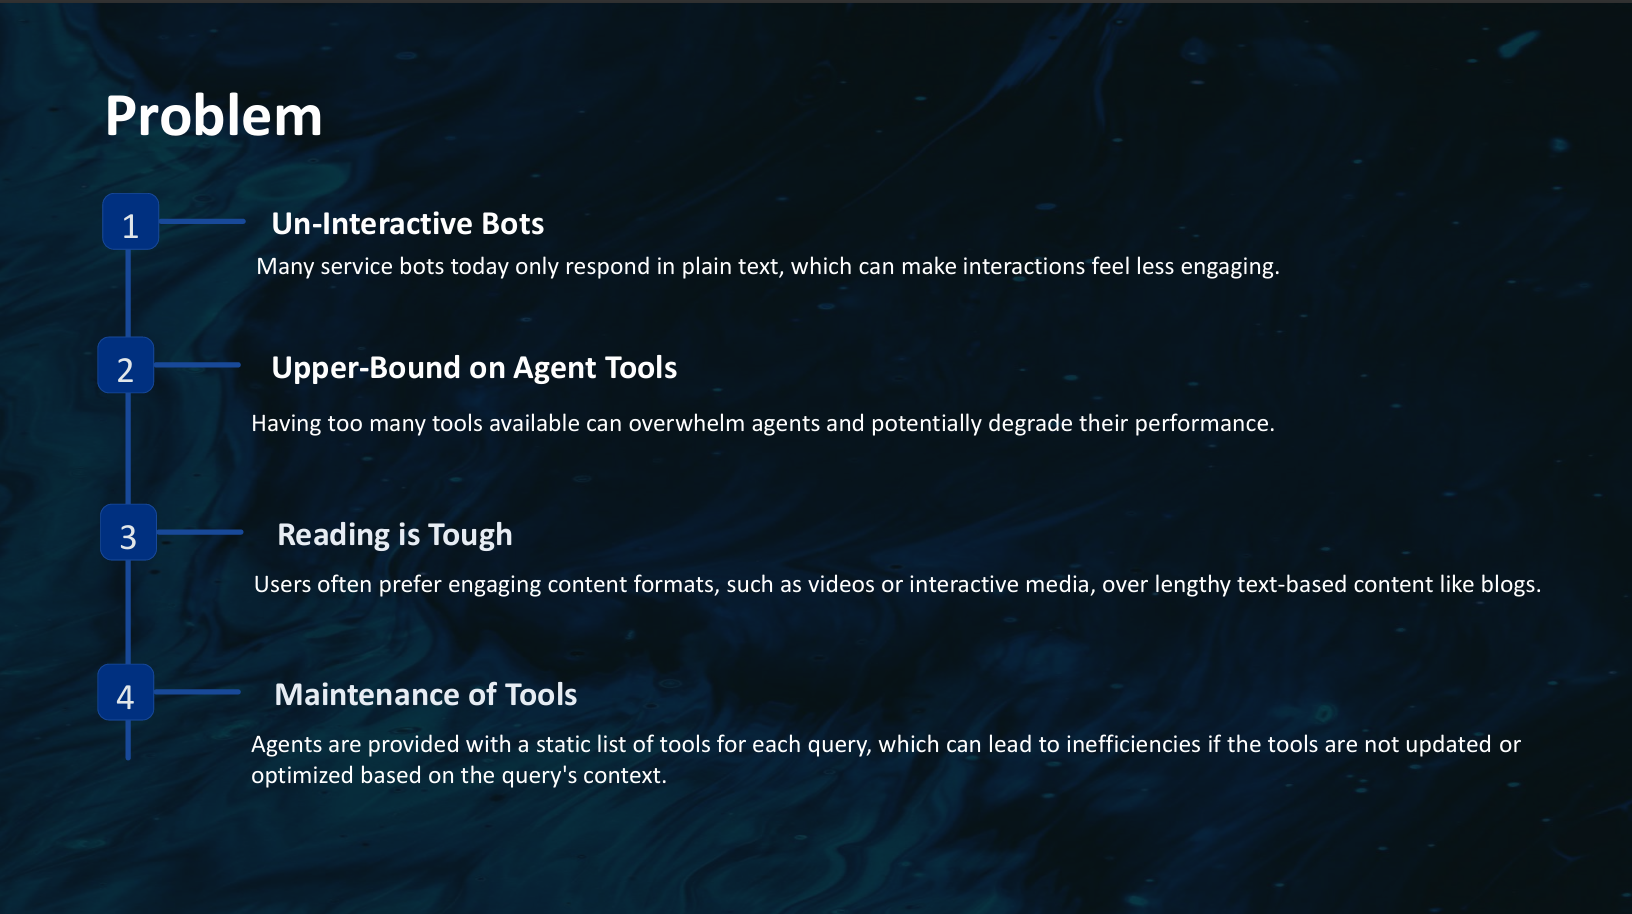 Problem
1
Un-Interactive Bots
Many service bots today only respond in plain text, which can make interactions feel less engaging.
2
Upper-Bound on Agent Tools
Having too many tools available can overwhelm agents and potentially degrade their performance.
3
Reading is Tough
Users often prefer engaging content formats, such as videos or interactive media, over lengthy text-based content like blogs.
4
Maintenance of Tools
Agents are provided with a static list of tools for each query, which can lead to inefficiencies if the tools are not updated or
optimized based on the query's context.